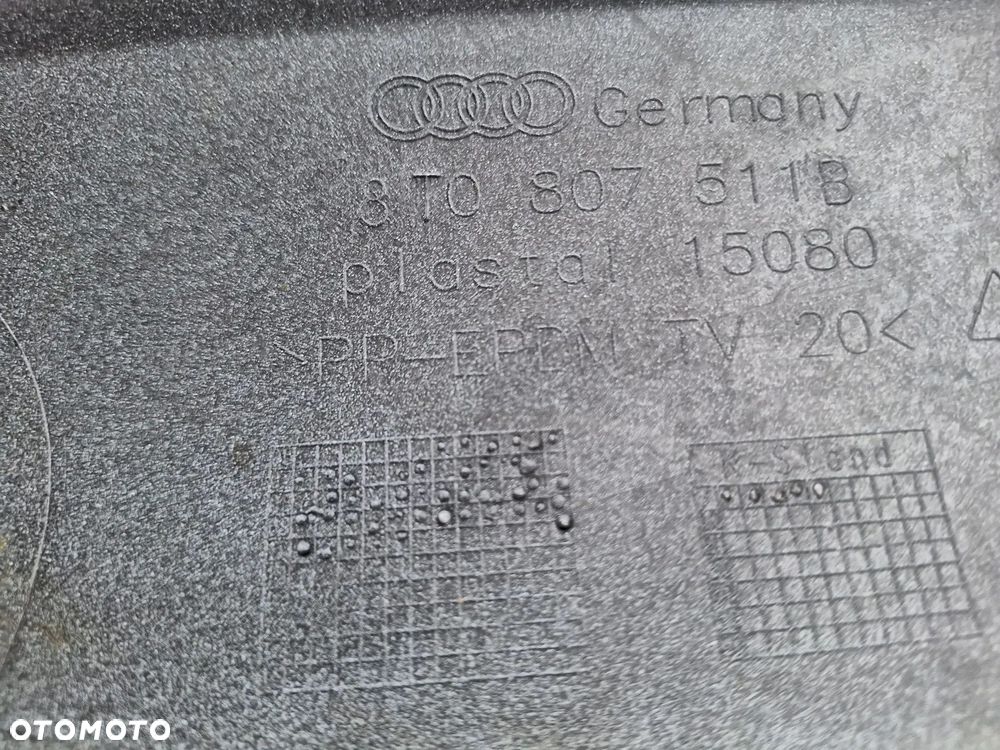 Germany
8T0 807 511B
plastal 15080
>PP-EPDM TV 20<
K-Stand
OTOMOTO